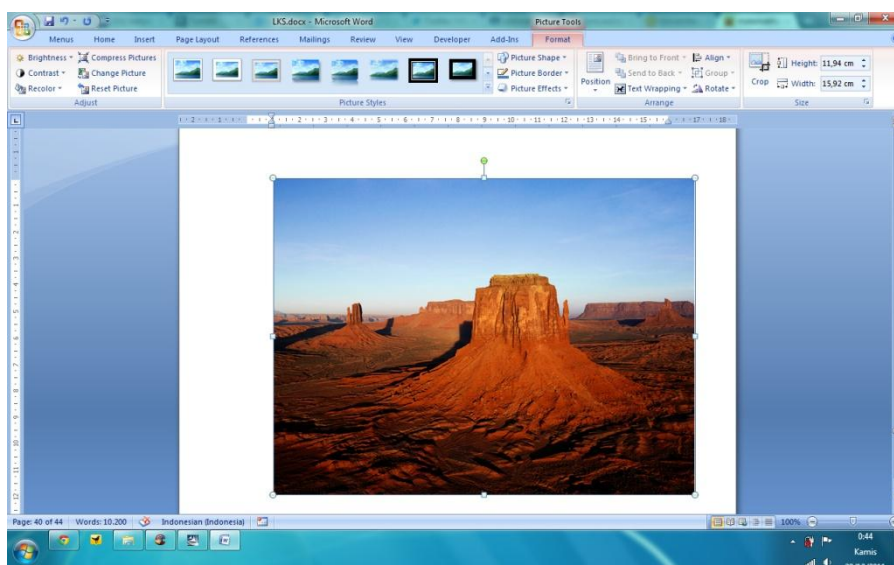 LKS.docx - Microsoft Word
Picture Tools
Menus Home Insert Page Layout References Mailings Review View Developer Add-Ins Format
Brightness Compress Pictures
Contrast Change Picture
Recolor Reset Picture
Adjust
Picture Styles
Picture Shape
Picture Border
Picture Effects
Position
Bring to Front
Send to Back
Text Wrapping
Align
Group
Rotate
Arrange
Crop
Height: 11,94 cm
Width: 15,92 cm
Size
Page: 40 of 44 Words: 10.200 Indonesian (Indonesia) 100%
0:44
Kamis